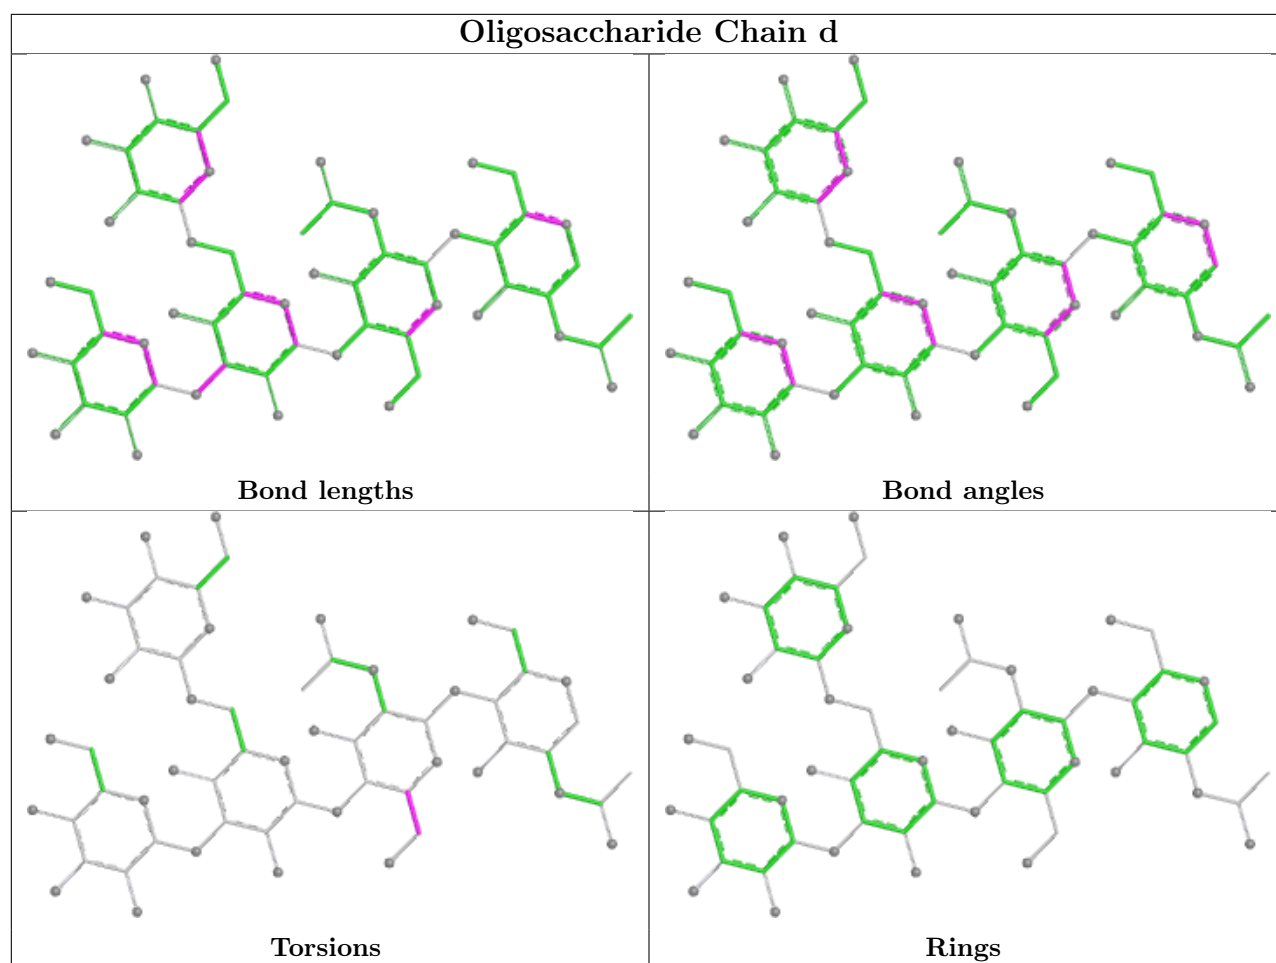 Oligosaccharide Chain d
Bond lengths
Bond angles
Torsions
Rings